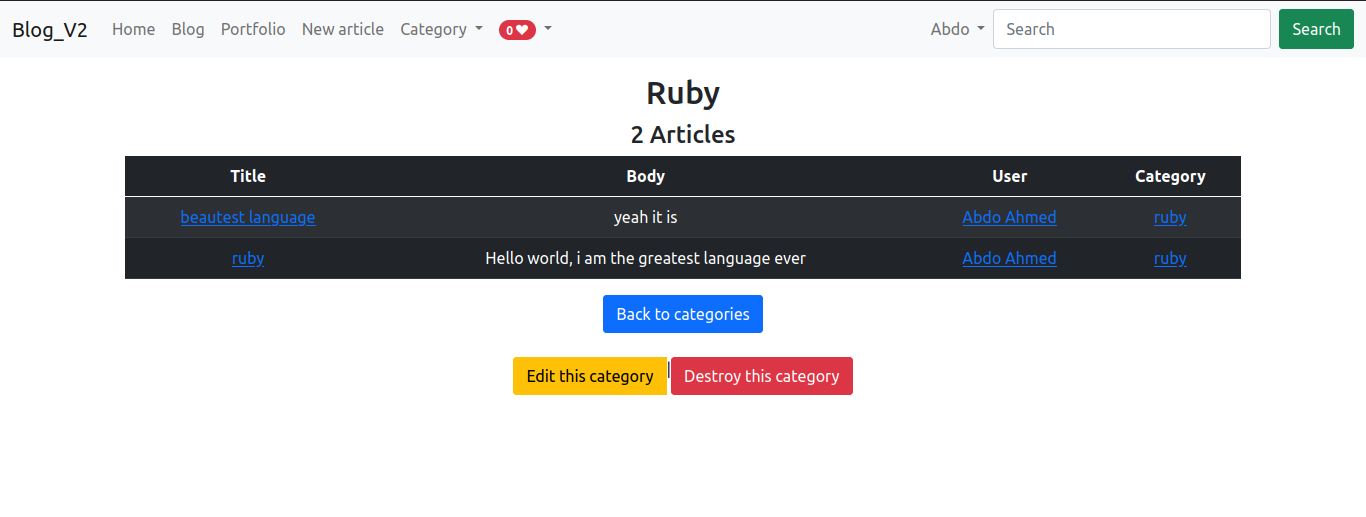 Blog_V2 Home Blog Portfolio New article Category 0 Abdo Search Search
Ruby
2 Articles
Title Body User Category
beautest language yeah it is Abdo Ahmed ruby
ruby Hello world, i am the greatest language ever Abdo Ahmed ruby
Back to categories
Edit this category | Destroy this category